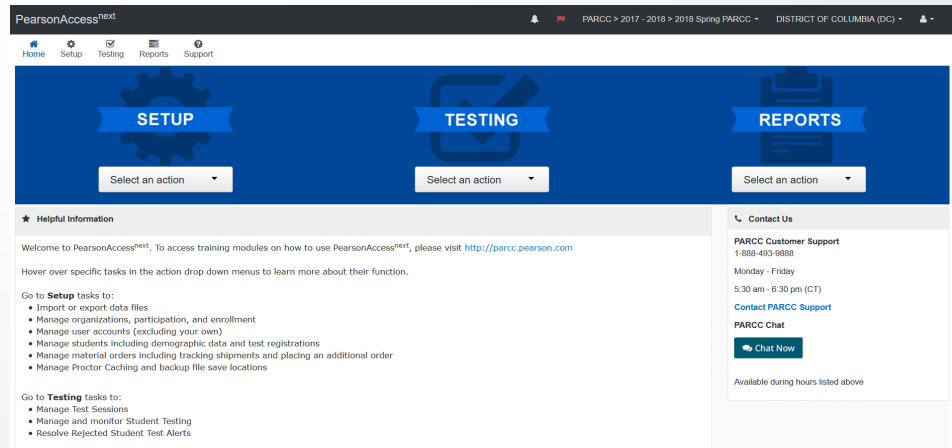 PearsonAccessnext
PARCC > 2017 - 2018 > 2018 Spring PARCC
DISTRICT OF COLUMBIA (DC)
Home Setup Testing Reports Support
SETUP
TESTING
REPORTS
Select an action
Select an action
Select an action
Helpful Information
Welcome to PearsonAccessnext. To access training modules on how to use PearsonAccessnext, please visit http://parcc.pearson.com
Hover over specific tasks in the action drop down menus to learn more about their function.
Go to Setup tasks to:
• Import or export data files
• Manage organizations, participation, and enrollment
• Manage user accounts (excluding your own)
• Manage students including demographic data and test registrations
• Manage material orders including tracking shipments and placing an additional order
• Manage Proctor Caching and backup file save locations
Go to Testing tasks to:
• Manage Test Sessions
• Manage and monitor Student Testing
• Resolve Rejected Student Test Alerts
Contact Us
PARCC Customer Support
1-888-493-9888
Monday - Friday
5:30 am - 6:30 pm (CT)
Contact PARCC Support
PARCC Chat
Chat Now
Available during hours listed above